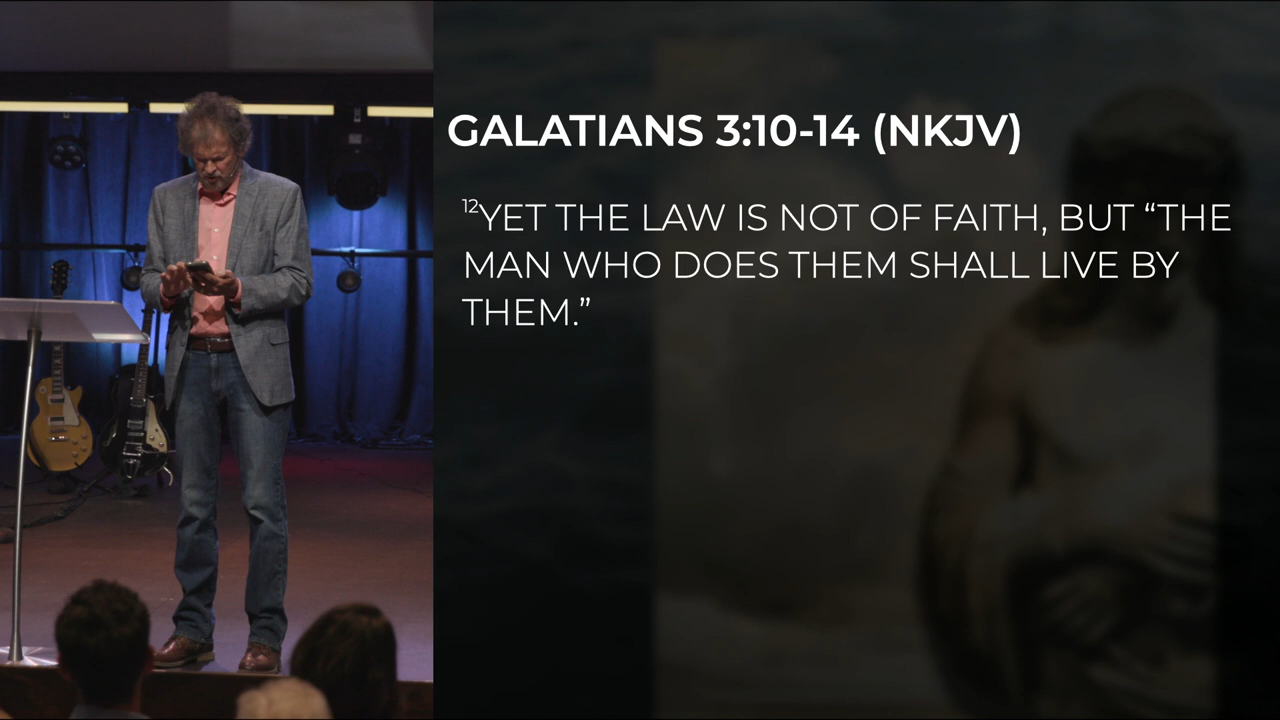 GALATIANS 3:10-14 (NKJV)
¹²YET THE LAW IS NOT OF FAITH, BUT “THE
MAN WHO DOES THEM SHALL LIVE BY
THEM.”